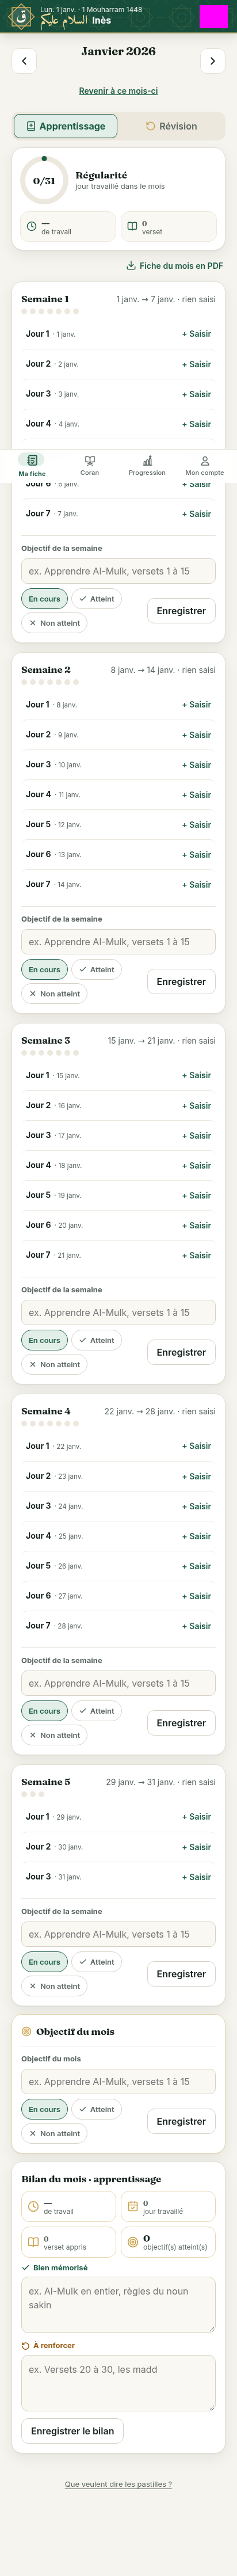 Lun. 1 janv. · 1 Mouharram 1448
السلام عليكم Inès
Janvier 2026
Revenir à ce mois-ci
Apprentissage
Révision
0/31
Régularité
jour travaillé dans le mois
—
de travail
0
verset
Fiche du mois en PDF
Semaine 1
1 janv. → 7 janv. · rien saisi
Jour 1 · 1 janv.
+ Saisir
Jour 2 · 2 janv.
+ Saisir
Jour 3 · 3 janv.
+ Saisir
Jour 4 · 4 janv.
+ Saisir
Ma fiche
Coran
Progression
Mon compte
Jour 6 · 6 janv.
+ Saisir
Jour 7 · 7 janv.
+ Saisir
Objectif de la semaine
ex. Apprendre Al-Mulk, versets 1 à 15
En cours
Atteint
Non atteint
Enregistrer
Semaine 2
8 janv. → 14 janv. · rien saisi
Jour 1 · 8 janv.
+ Saisir
Jour 2 · 9 janv.
+ Saisir
Jour 3 · 10 janv.
+ Saisir
Jour 4 · 11 janv.
+ Saisir
Jour 5 · 12 janv.
+ Saisir
Jour 6 · 13 janv.
+ Saisir
Jour 7 · 14 janv.
+ Saisir
Objectif de la semaine
ex. Apprendre Al-Mulk, versets 1 à 15
En cours
Atteint
Non atteint
Enregistrer
Semaine 3
15 janv. → 21 janv. · rien saisi
Jour 1 · 15 janv.
+ Saisir
Jour 2 · 16 janv.
+ Saisir
Jour 3 · 17 janv.
+ Saisir
Jour 4 · 18 janv.
+ Saisir
Jour 5 · 19 janv.
+ Saisir
Jour 6 · 20 janv.
+ Saisir
Jour 7 · 21 janv.
+ Saisir
Objectif de la semaine
ex. Apprendre Al-Mulk, versets 1 à 15
En cours
Atteint
Non atteint
Enregistrer
Semaine 4
22 janv. → 28 janv. · rien saisi
Jour 1 · 22 janv.
+ Saisir
Jour 2 · 23 janv.
+ Saisir
Jour 3 · 24 janv.
+ Saisir
Jour 4 · 25 janv.
+ Saisir
Jour 5 · 26 janv.
+ Saisir
Jour 6 · 27 janv.
+ Saisir
Jour 7 · 28 janv.
+ Saisir
Objectif de la semaine
ex. Apprendre Al-Mulk, versets 1 à 15
En cours
Atteint
Non atteint
Enregistrer
Semaine 5
29 janv. → 31 janv. · rien saisi
Jour 1 · 29 janv.
+ Saisir
Jour 2 · 30 janv.
+ Saisir
Jour 3 · 31 janv.
+ Saisir
Objectif de la semaine
ex. Apprendre Al-Mulk, versets 1 à 15
En cours
Atteint
Non atteint
Enregistrer
Objectif du mois
Objectif du mois
ex. Apprendre Al-Mulk, versets 1 à 15
En cours
Atteint
Non atteint
Enregistrer
Bilan du mois · apprentissage
—
de travail
0
jour travaillé
0
verset appris
0
objectif(s) atteint(s)
Bien mémorisé
ex. Al-Mulk en entier, règles du noun
sakin
À renforcer
ex. Versets 20 à 30, les madd
Enregistrer le bilan
Que veulent dire les pastilles ?